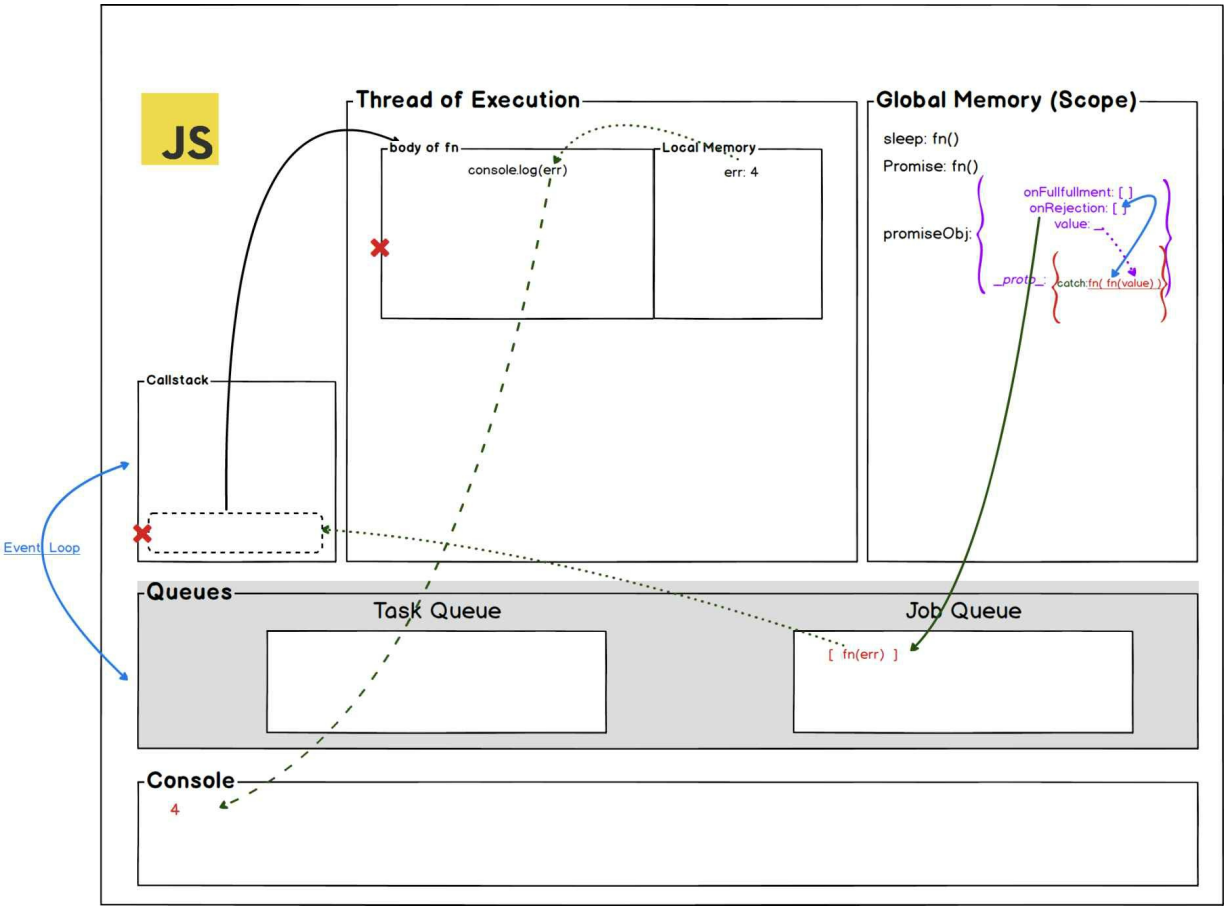 JS
Thread of Execution
body of fn
console.log(err)
Local Memory
err: 4
Global Memory (Scope)
sleep: fn()
Promise: fn()
promiseObj:
onFullfullment: [ ]
onRejection: [ ]
value: _
_proto_:
catch:fn( fn(value) )
Callstack
Event Loop
Queues
Task Queue
Job Queue
[ fn(err) ]
Console
4